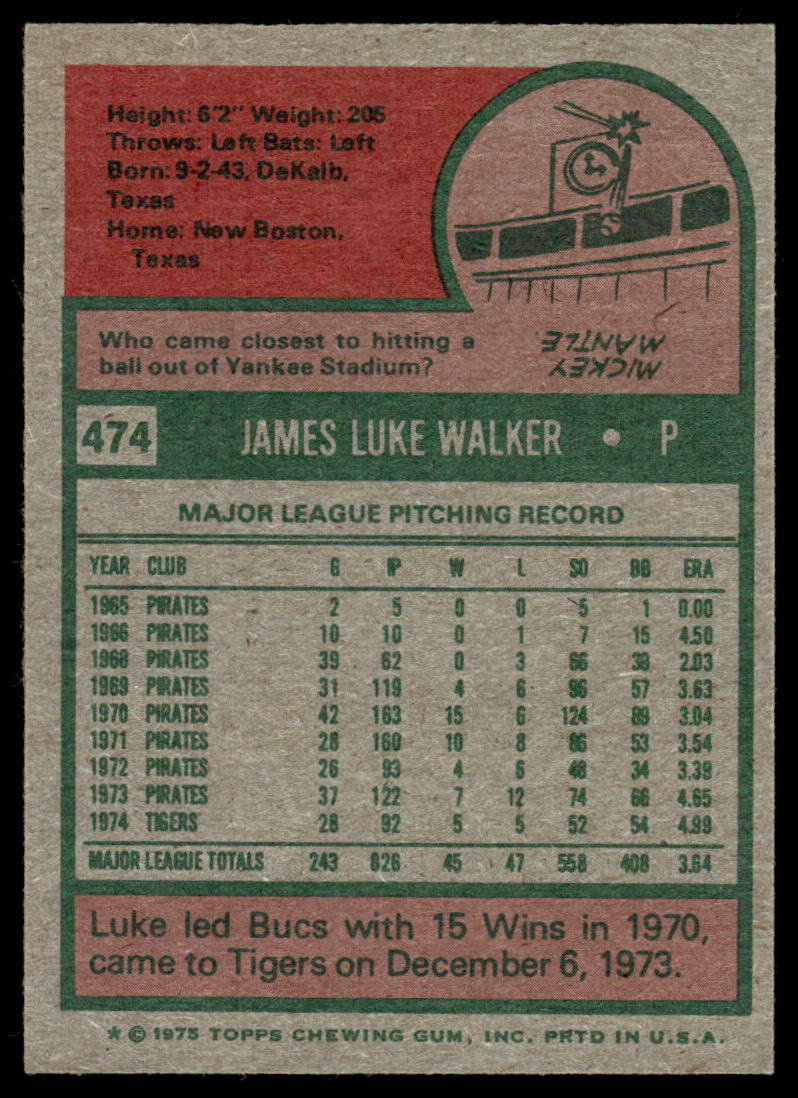 Height: 6'2" Weight: 205
Throws: Left Bats: Left
Born: 9-2-43, DeKalb,
Texas
Home: New Boston,
Texas
Who came closest to hitting a
ball out of Yankee Stadium?
MICKEY
MANTLE.
474 JAMES LUKE WALKER • P
MAJOR LEAGUE PITCHING RECORD
YEAR CLUB G IP W L SO BB ERA
1965 PIRATES 2 5 0 0 5 1 0.00
1966 PIRATES 10 10 0 1 7 15 4.50
1968 PIRATES 39 62 0 3 66 38 2.03
1969 PIRATES 31 119 4 6 96 57 3.63
1970 PIRATES 42 163 15 6 124 89 3.04
1971 PIRATES 28 160 10 8 86 53 3.54
1972 PIRATES 26 93 4 6 48 34 3.39
1973 PIRATES 37 122 7 12 74 66 4.65
1974 TIGERS 28 92 5 5 52 54 4.99
MAJOR LEAGUE TOTALS 243 826 45 47 558 408 3.64
Luke led Bucs with 15 Wins in 1970,
came to Tigers on December 6, 1973.
* © 1975 TOPPS CHEWING GUM, INC. PRTD IN U.S.A.